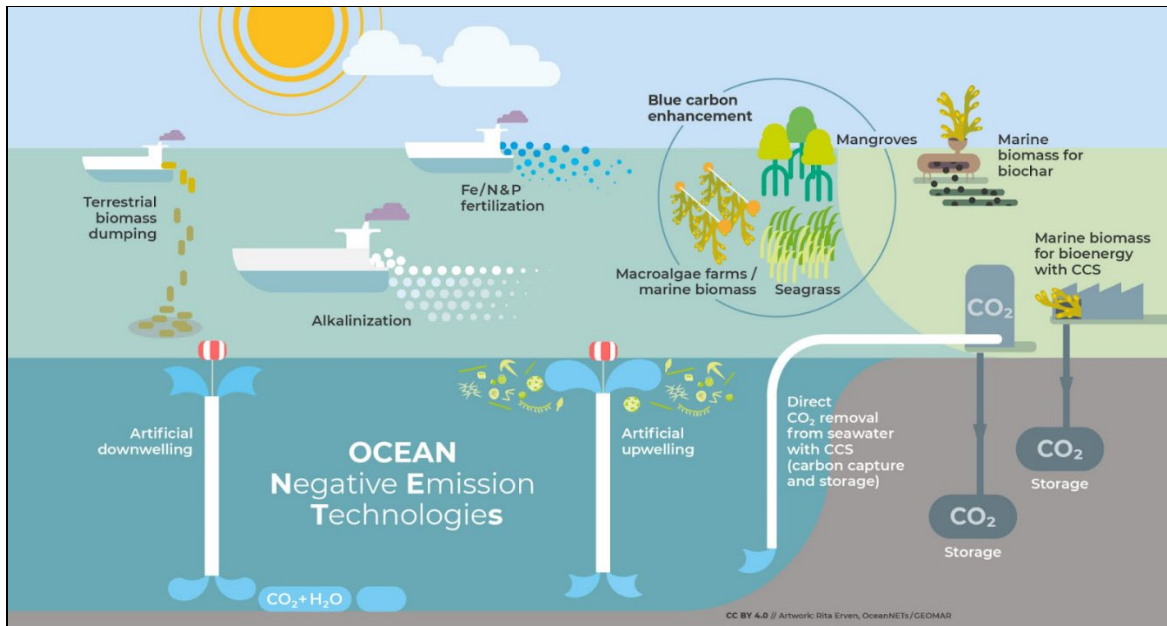 Blue carbon
enhancement
Mangroves
Marine
biomass for
biochar
Terrestrial
biomass
dumping
Fe/N&P
fertilization
Alkalinization
Macroalgae farms /
marine biomass
Seagrass
Marine biomass
for bioenergy
with CCS
CO₂
Artificial
downwelling
OCEAN
Negative Emission
Technologies
Artificial
upwelling
Direct
CO₂ removal
from seawater
with CCS
(carbon capture
and storage)
CO₂
Storage
CO₂
Storage
CO₂+H₂O
CC BY 4.0 // Artwork: Rita Erven, OceanNETs/GEOMAR